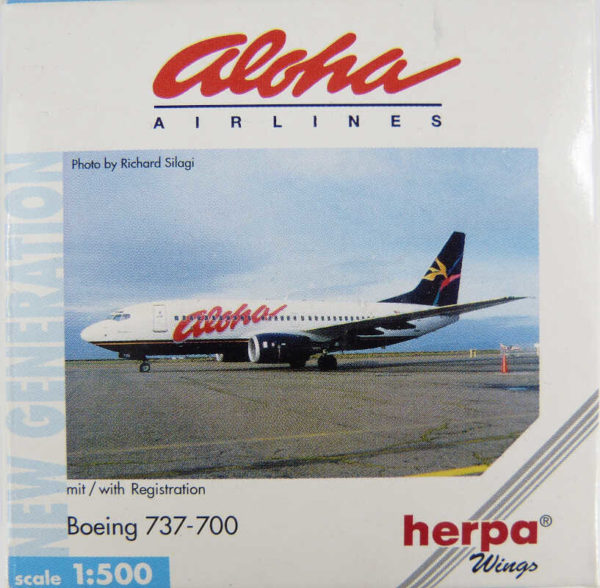 Aloha
AIRLINES
Photo by Richard Silagi
Aloha
NEW GENERATION
mit / with Registration
Boeing 737-700
herpa®
Wings
scale 1:500